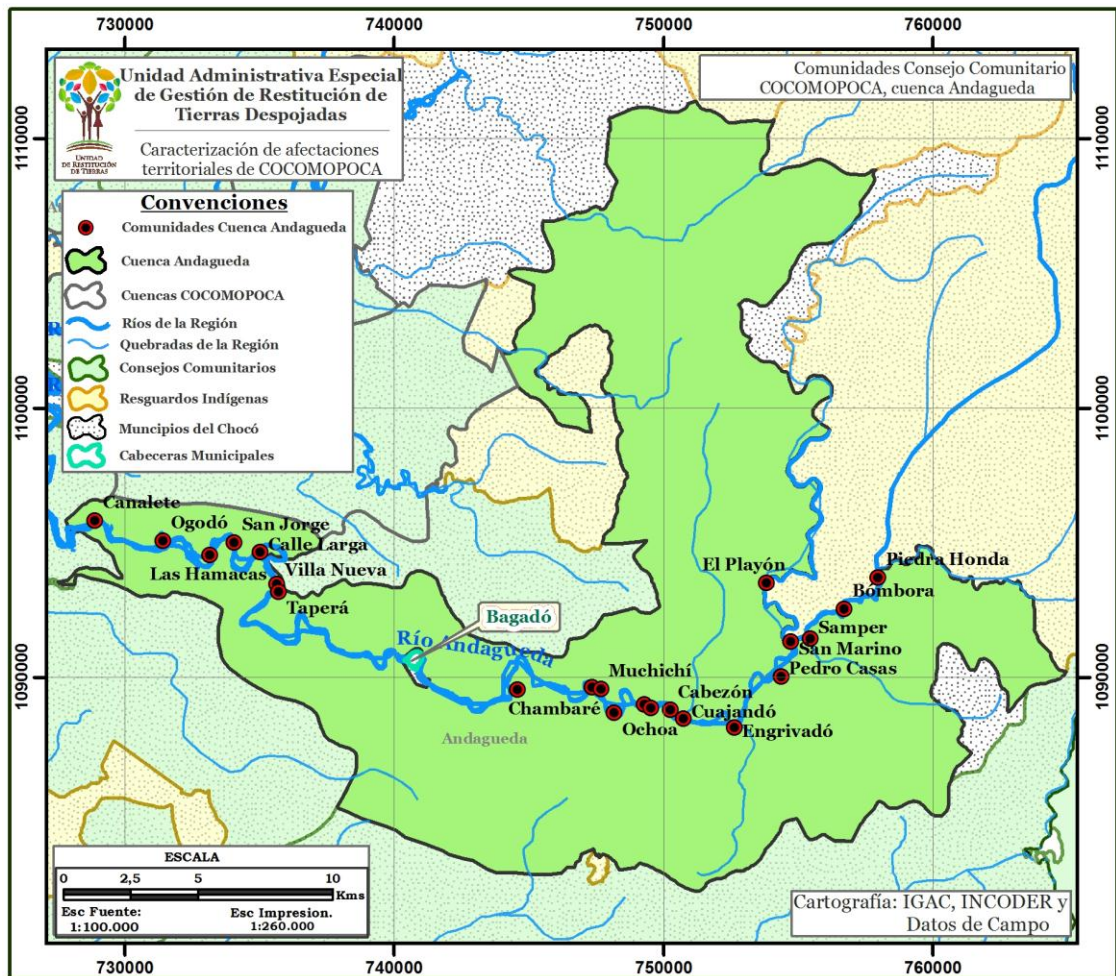 730000 740000 750000 760000
Unidad Administrativa Especial
de Gestión de Restitución de
Tierras Despojadas
Caracterización de afectaciones
territoriales de COCOMOPOCA
UNIDAD
DE RESTITUCIÓN
DE TIERRAS
Comunidades Consejo Comunitario
COCOMOPOCA, cuenca Andagueda
1110000
1110000
Convenciones
Comunidades Cuenca Andagueda
Cuenca Andagueda
Cuencas COCOMOPOCA
Ríos de la Región
Quebradas de la Región
Consejos Comunitarios
Resguardos Indígenas
Muncipios del Chocó
Cabeceras Municipales
1100000
1100000
Canalete
Ogodó
San Jorge
Calle Larga
Las Hamacas
Villa Nueva
Taperá
El Playón
Piedra Honda
Bómbora
Bagadó
Río Andagueda
Samper
San Marino
Pedro Casas
1090000
1090000
Muchichí
Chambaré
Cabezón
Cuajandó
Ochoa
Engrivadó
Andagueda
ESCALA
0 2,5 5 10
Kms
Esc Fuente: Esc Impresion.
1:100.000 1:260.000
Cartografía: IGAC, INCODER y
Datos de Campo
730000 740000 750000 760000